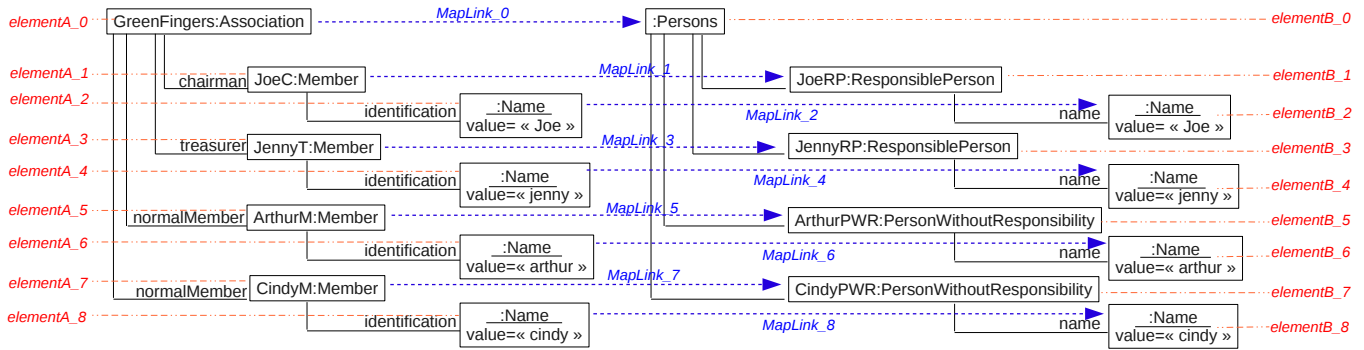 elementA_0 GreenFingers:Association MapLink_0 :Persons elementB_0
elementA_1 chairman JoeC:Member MapLink_1 JoeRP:ResponsiblePerson elementB_1
elementA_2 identification :Name MapLink_2 name :Name elementB_2
value= « Joe » value= « Joe »
elementA_3 treasurer JennyT:Member MapLink_3 JennyRP:ResponsiblePerson elementB_3
elementA_4 identification :Name MapLink_4 name :Name elementB_4
value=« jenny » value=« jenny »
elementA_5 normalMember ArthurM:Member MapLink_5 ArthurPWR:PersonWithoutResponsibility elementB_5
elementA_6 identification :Name MapLink_6 name :Name elementB_6
value=« arthur » value=« arthur »
elementA_7 normalMember CindyM:Member MapLink_7 CindyPWR:PersonWithoutResponsibility elementB_7
elementA_8 identification :Name MapLink_8 name :Name elementB_8
value=« cindy » value=« cindy »